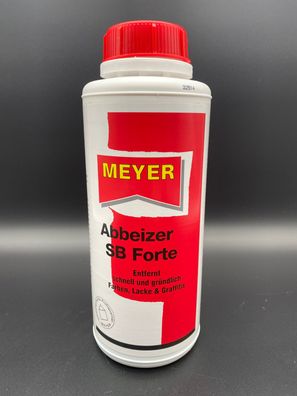 MEYER
Abbeizer
SB Forte
Entfernt
schnell und gründlich
Farben, Lacke & Graffitis